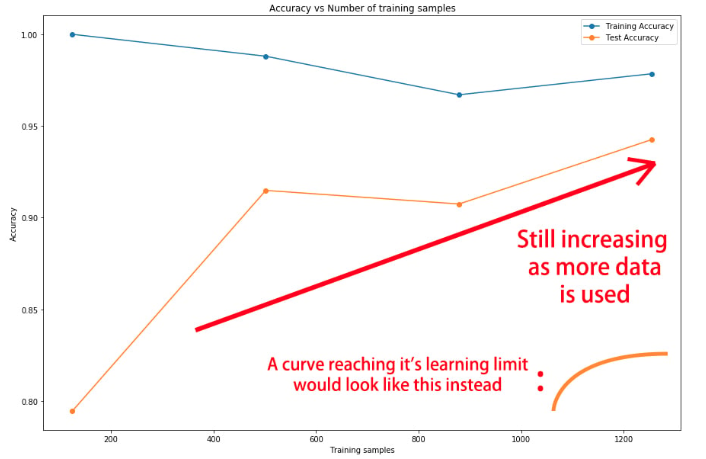 Accuracy vs Number of training samples
Training Accuracy
Test Accuracy
1.00
0.95
0.90
0.85
0.80
Accuracy
Still increasing
as more data
is used
A curve reaching it's learning limit
would look like this instead :
200
400
600
800
1000
1200
Training samples